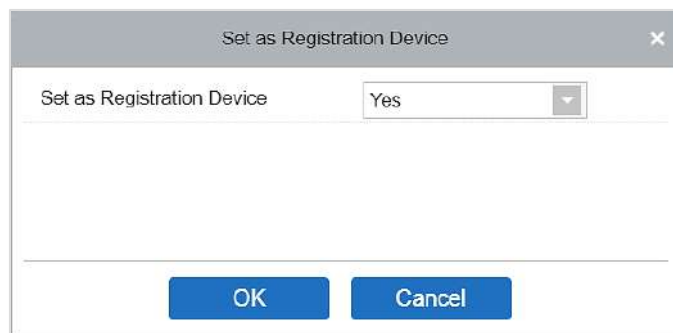 Set as Registration Device
Set as Registration Device Yes
OK Cancel